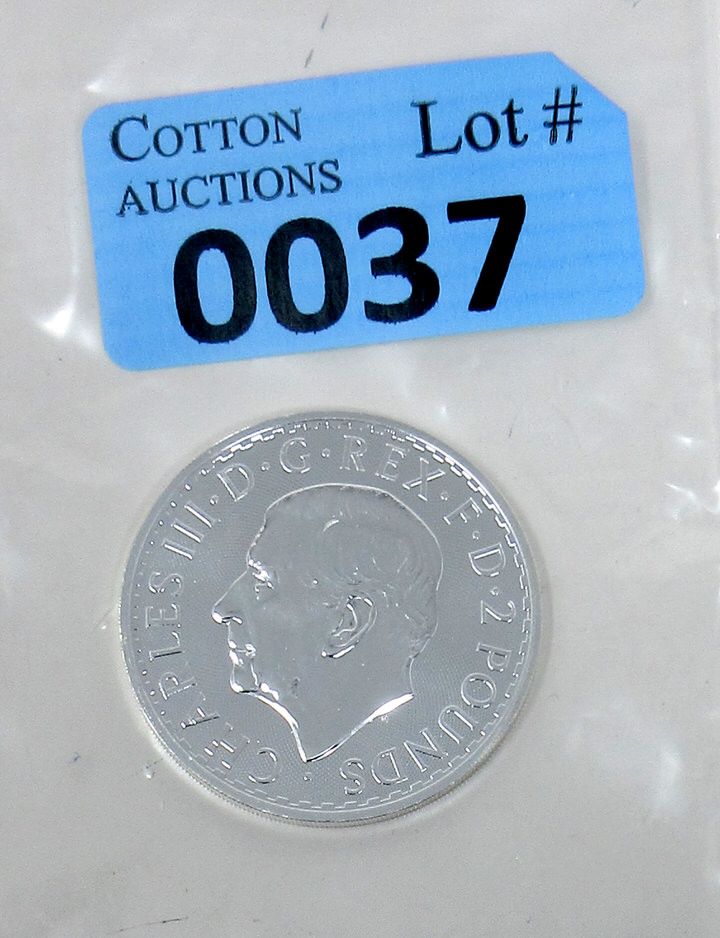 COTTON
AUCTIONS
Lot #
0037
CHARLES III · D · G · REX · F · D · 2 POUNDS ·